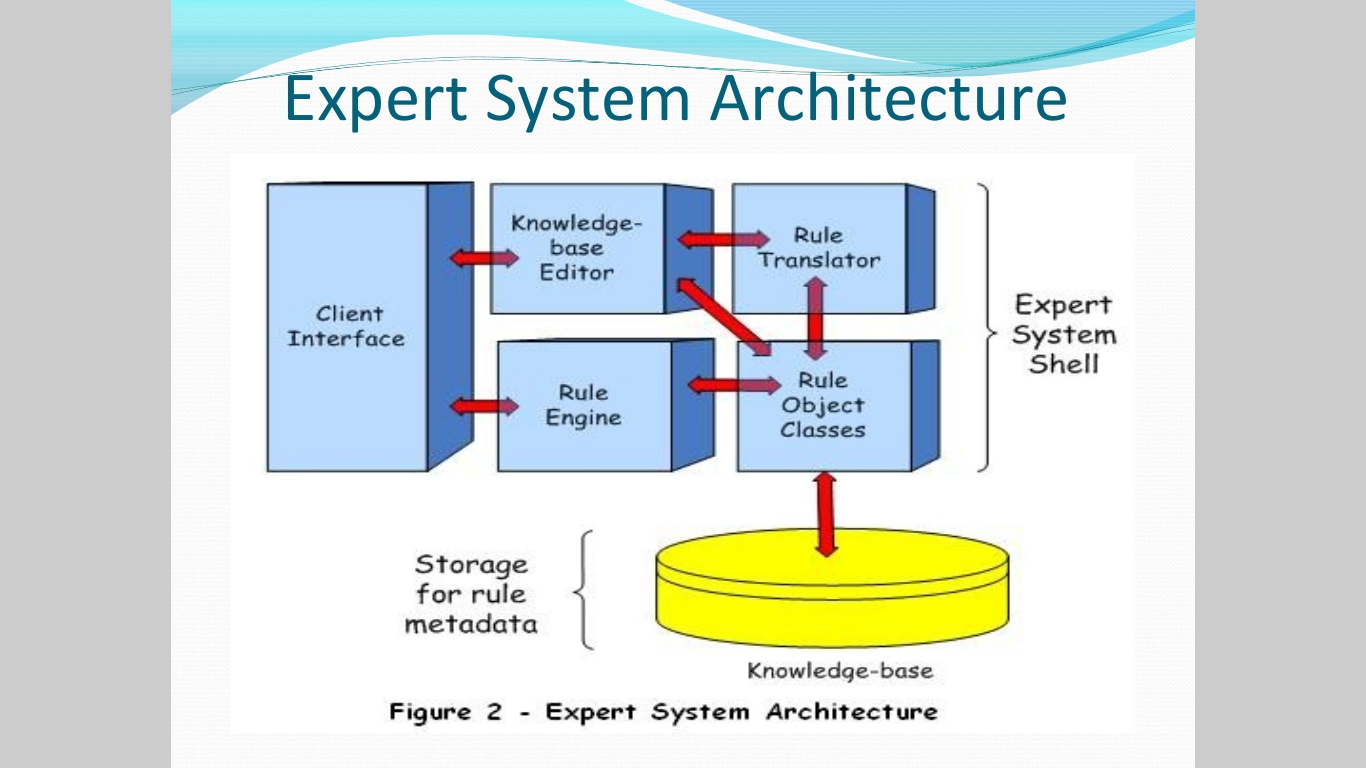 Expert System Architecture
Client
Interface
Knowledge-
base
Editor
Rule
Translator
Rule
Engine
Rule
Object
Classes
Expert
System
Shell
Storage
for rule
metadata
Knowledge-base
Figure 2 - Expert System Architecture